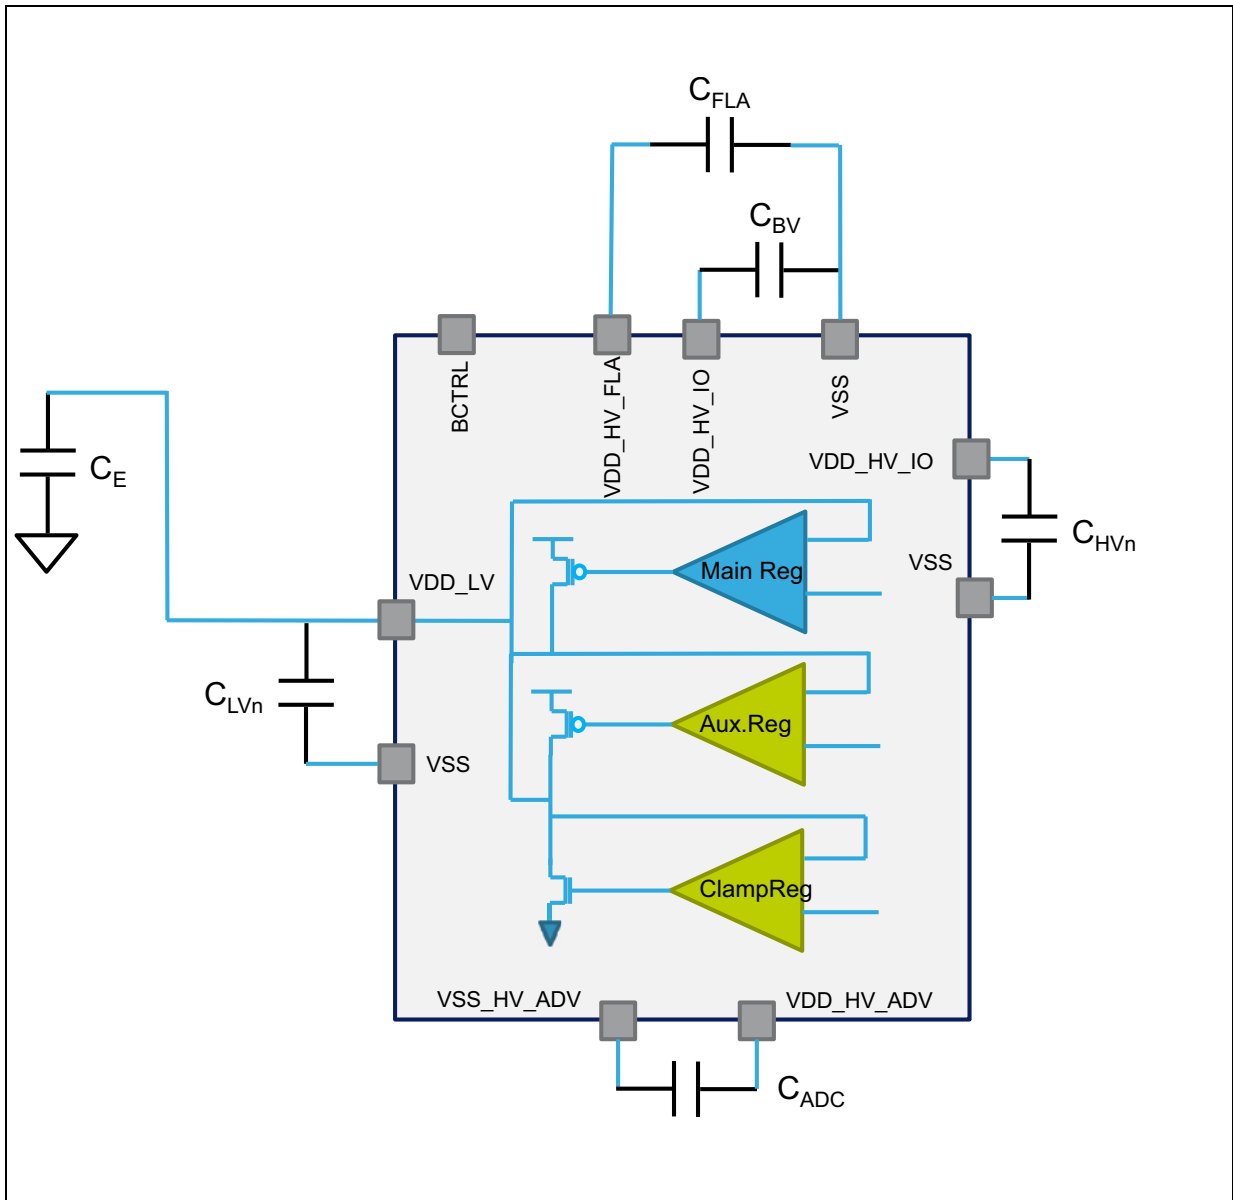 CFLA
CBV
BCTRL
VDD_HV_FLA
VDD_HV_IO
VSS
VDD_HV_IO
CE
CHVn
VSS
Main Reg
VDD_LV
CLVn
Aux.Reg
VSS
ClampReg
VSS_HV_ADV
VDD_HV_ADV
CADC